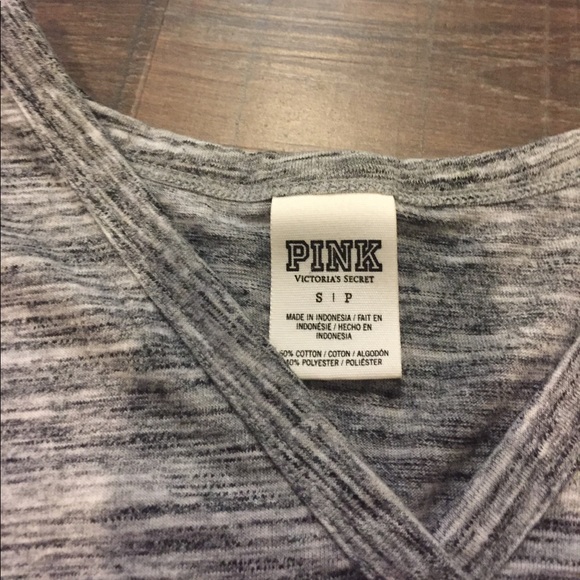 PINK
VICTORIA'S SECRET
S | P
MADE IN INDONESIA / FAIT EN
INDONÉSIE / HECHO EN
INDONESIA
COTTON / COTON / ALGODÓN
POLYESTER / POLIÉSTER